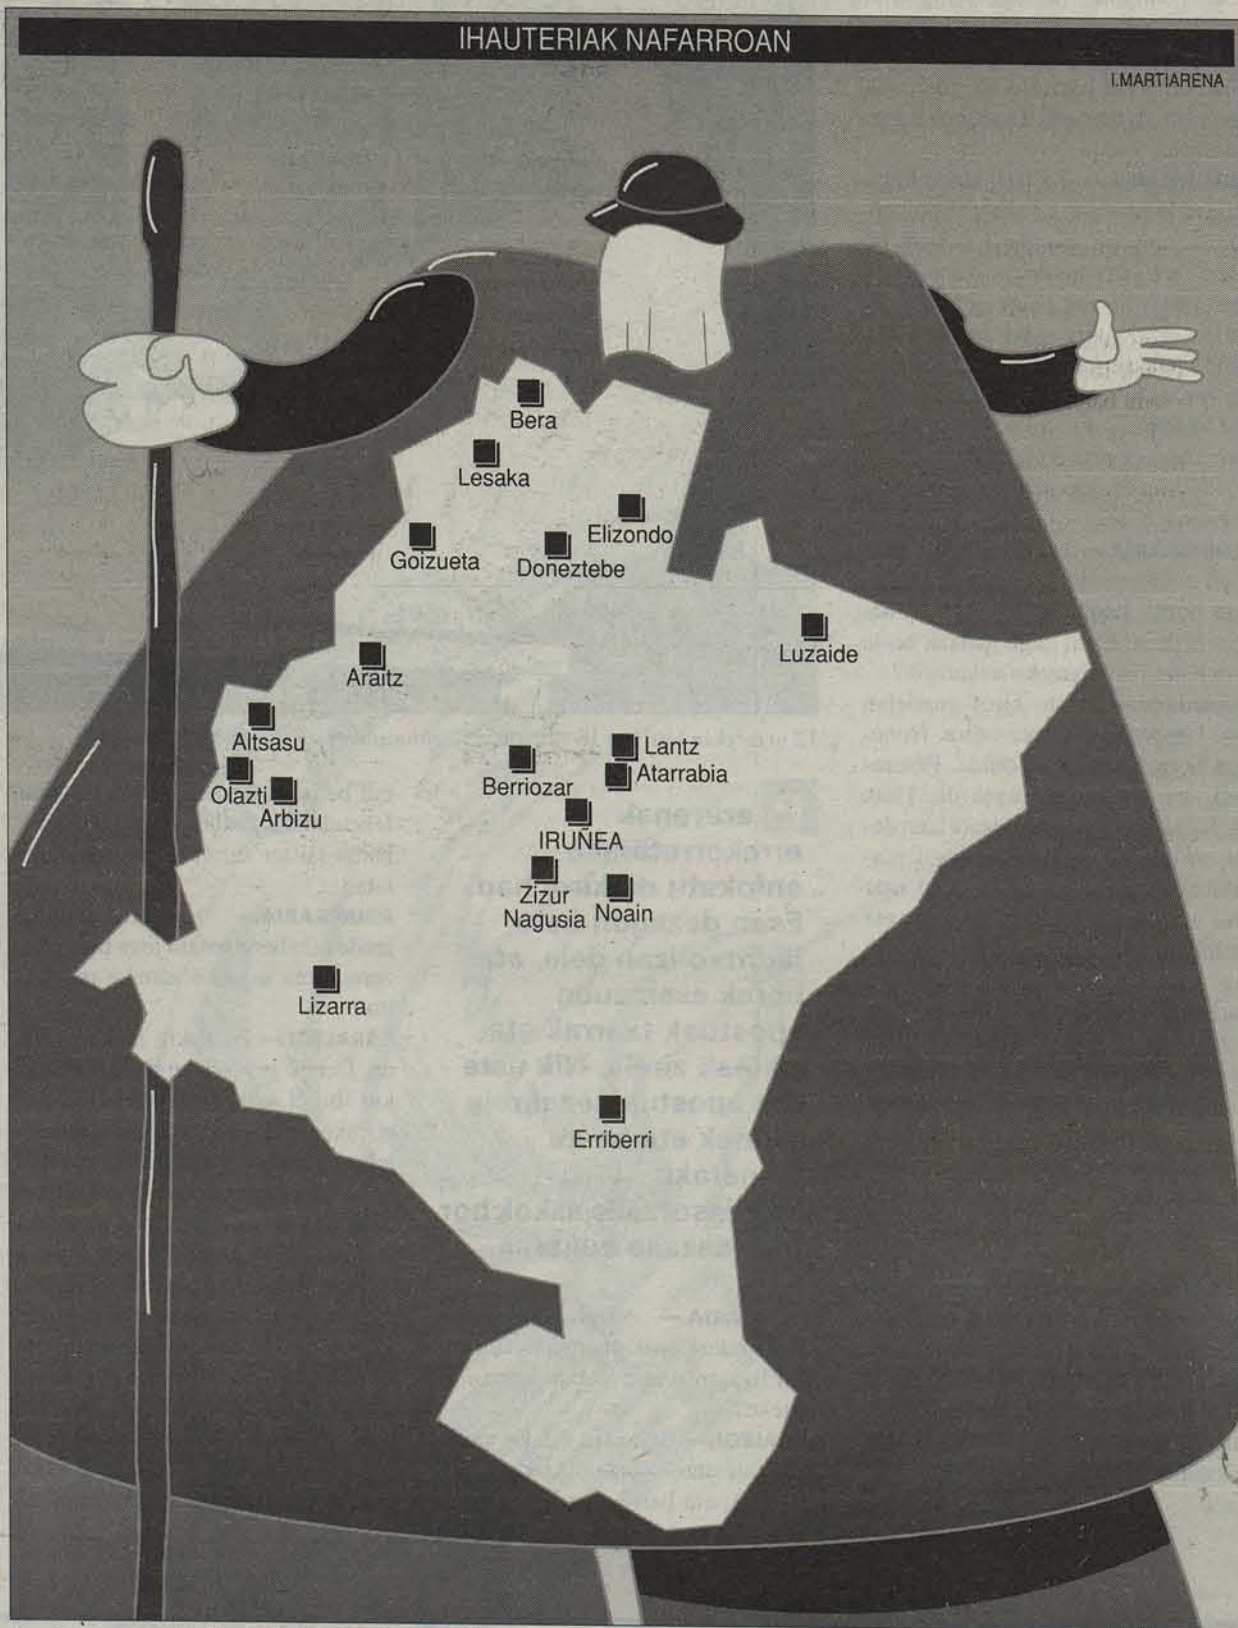 IHAUTERIAK NAFARROAN
I.MARTIARENA
Bera
Lesaka
Elizondo
Goizueta
Doneztebe
Luzaide
Araitz
Altsasu
Lantz
Berriozar
Atarrabia
Olazti
Arbizu
IRUÑEA
Zizur
Nagusia
Noain
Lizarra
Erriberri